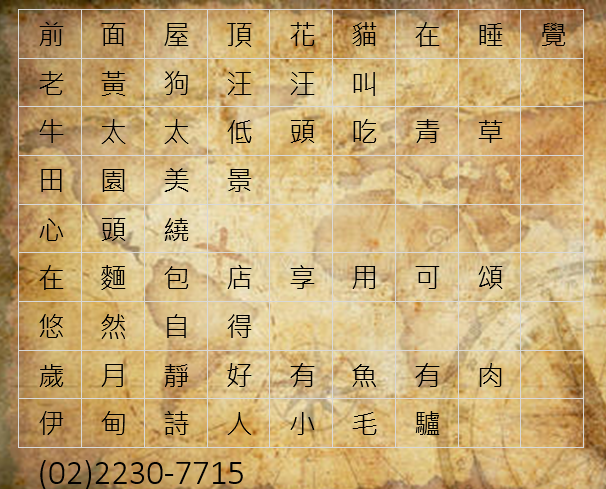 前面屋頂花貓在睡覺
老黃狗汪汪叫
牛太太低頭吃青草
田園美景
心頭繞
在麵包店享用可頌
悠然自得
歲月靜好有魚有肉
伊甸詩人小毛驢
(02)2230-7715